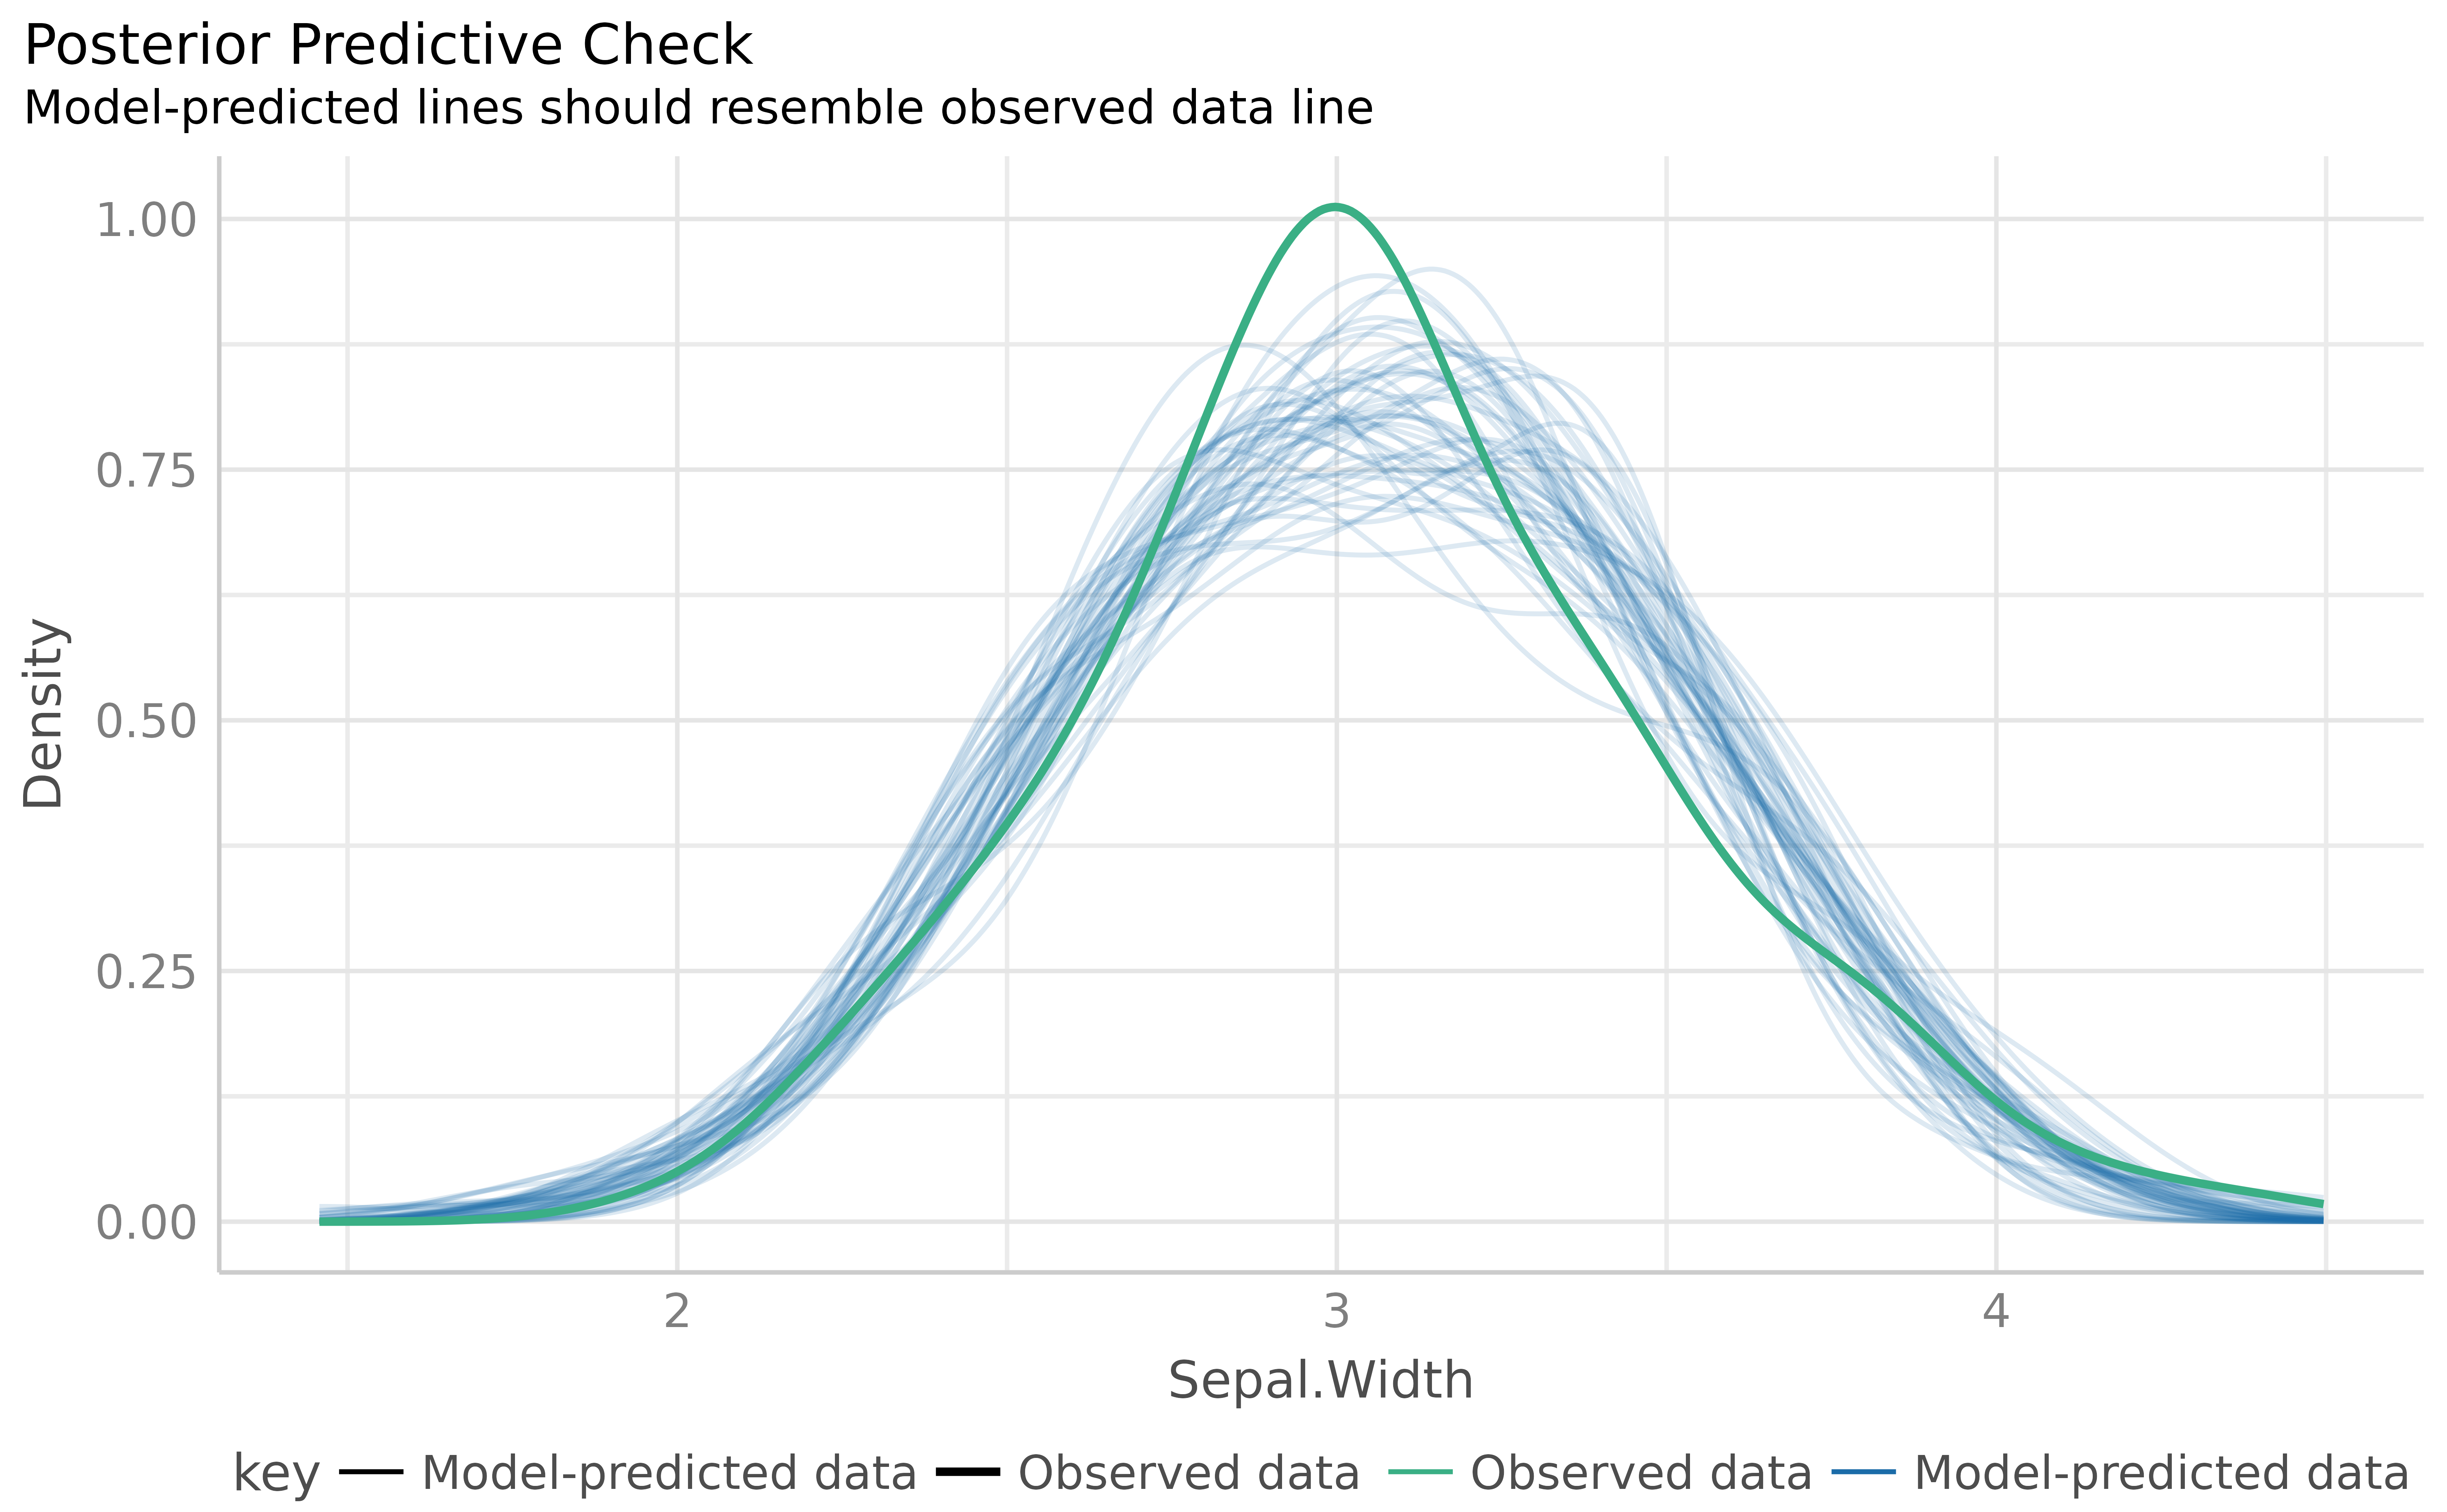 Posterior Predictive Check
Model-predicted lines should resemble observed data line
1.00
0.75
0.50
0.25
0.00
Density
2 3 4
Sepal.Width
key Model-predicted data Observed data Observed data Model-predicted data